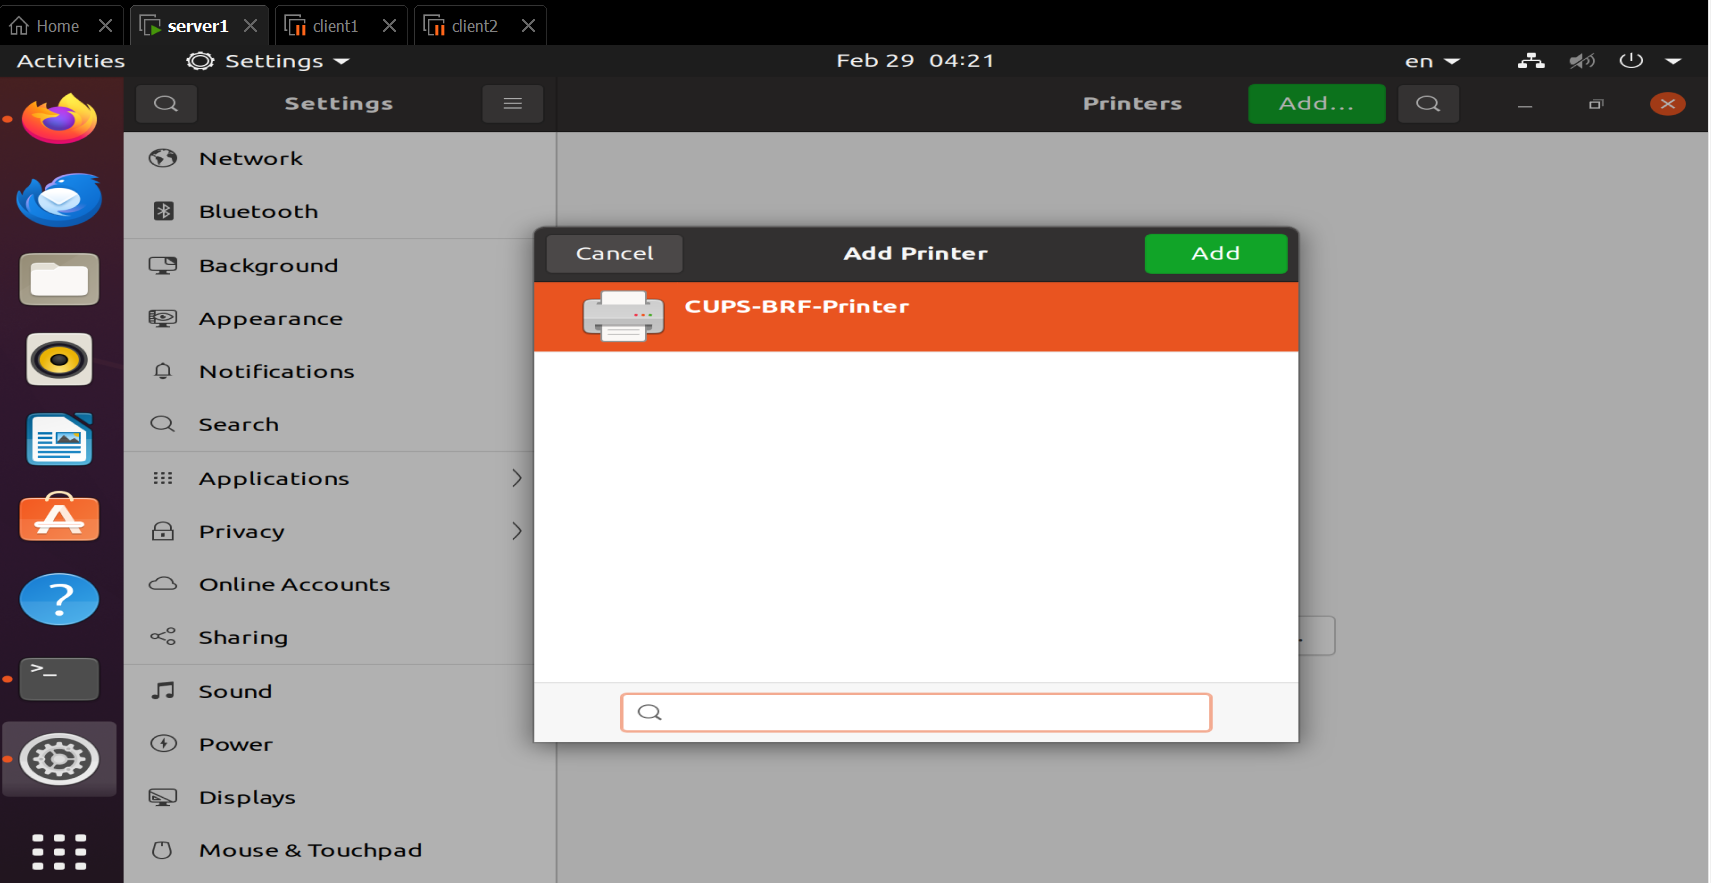 Home
server1
client1
client2
Activities
Settings
Feb 29 04:21
en
Settings
Printers
Add...
Network
Bluetooth
Background
Appearance
Notifications
Search
Applications
Privacy
Online Accounts
Sharing
Sound
Power
Displays
Mouse & Touchpad
Cancel
Add Printer
Add
CUPS-BRF-Printer